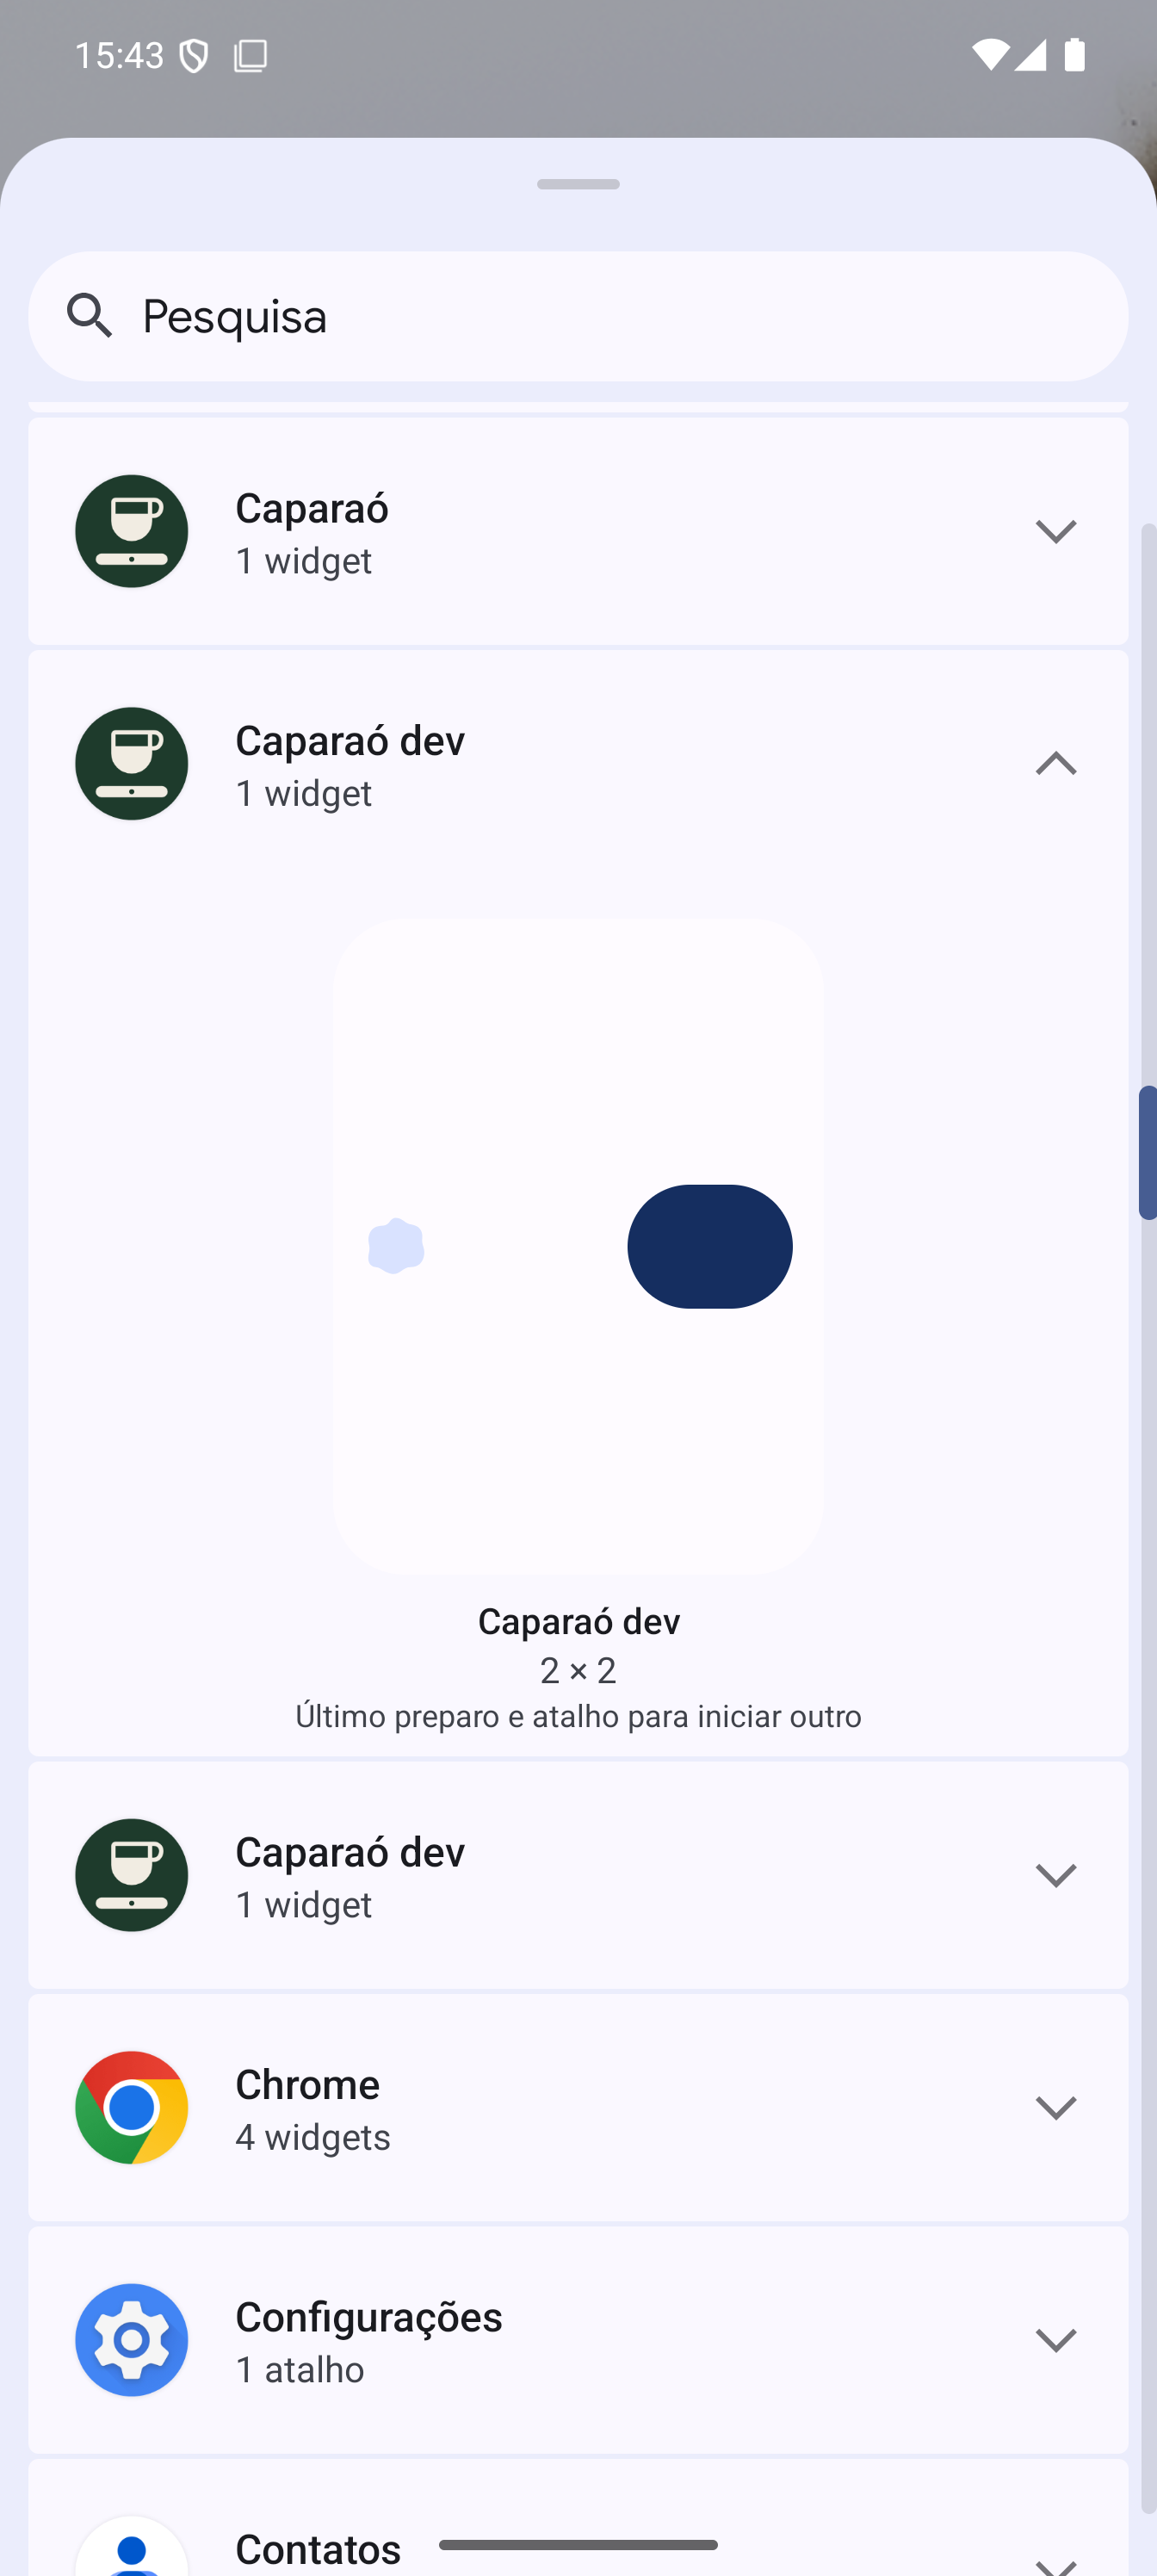 15:43
Pesquisa
Caparaó
1 widget
Caparaó dev
1 widget
Caparaó dev
2 × 2
Último preparo e atalho para iniciar outro
Caparaó dev
1 widget
Chrome
4 widgets
Configurações
1 atalho
Contatos